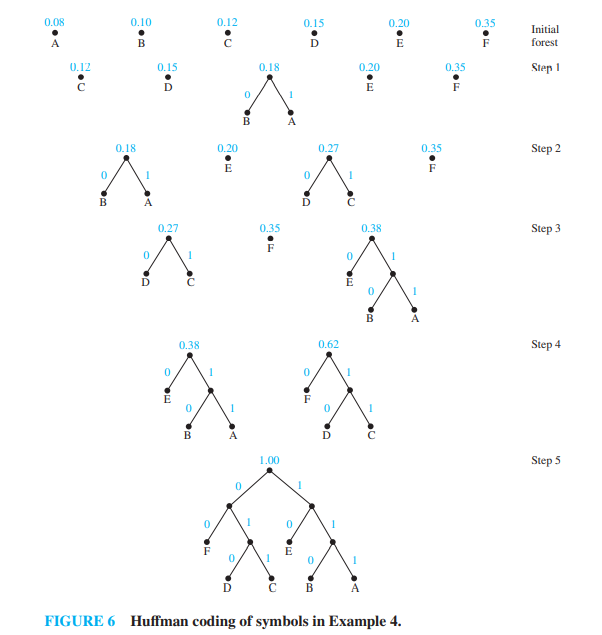 0.08 0.10 0.12 0.15 0.20 0.35 Initial
A B C D E F forest
0.12 0.15 0.18 0.20 0.35 Step 1
C D E F
0 1
B A
0.18 0.20 0.27 0.35 Step 2
E F
0 1 0 1
B A D C
0.27 0.35 0.38 Step 3
F
0 1 0 1
D C E
0 1
B A
0.38 0.62 Step 4
0 1 0 1
E F
0 1 0 1
B A D C
1.00 Step 5
0 1
0 1 0 1
F E
0 1 0 1
D C B A
FIGURE 6 Huffman coding of symbols in Example 4.